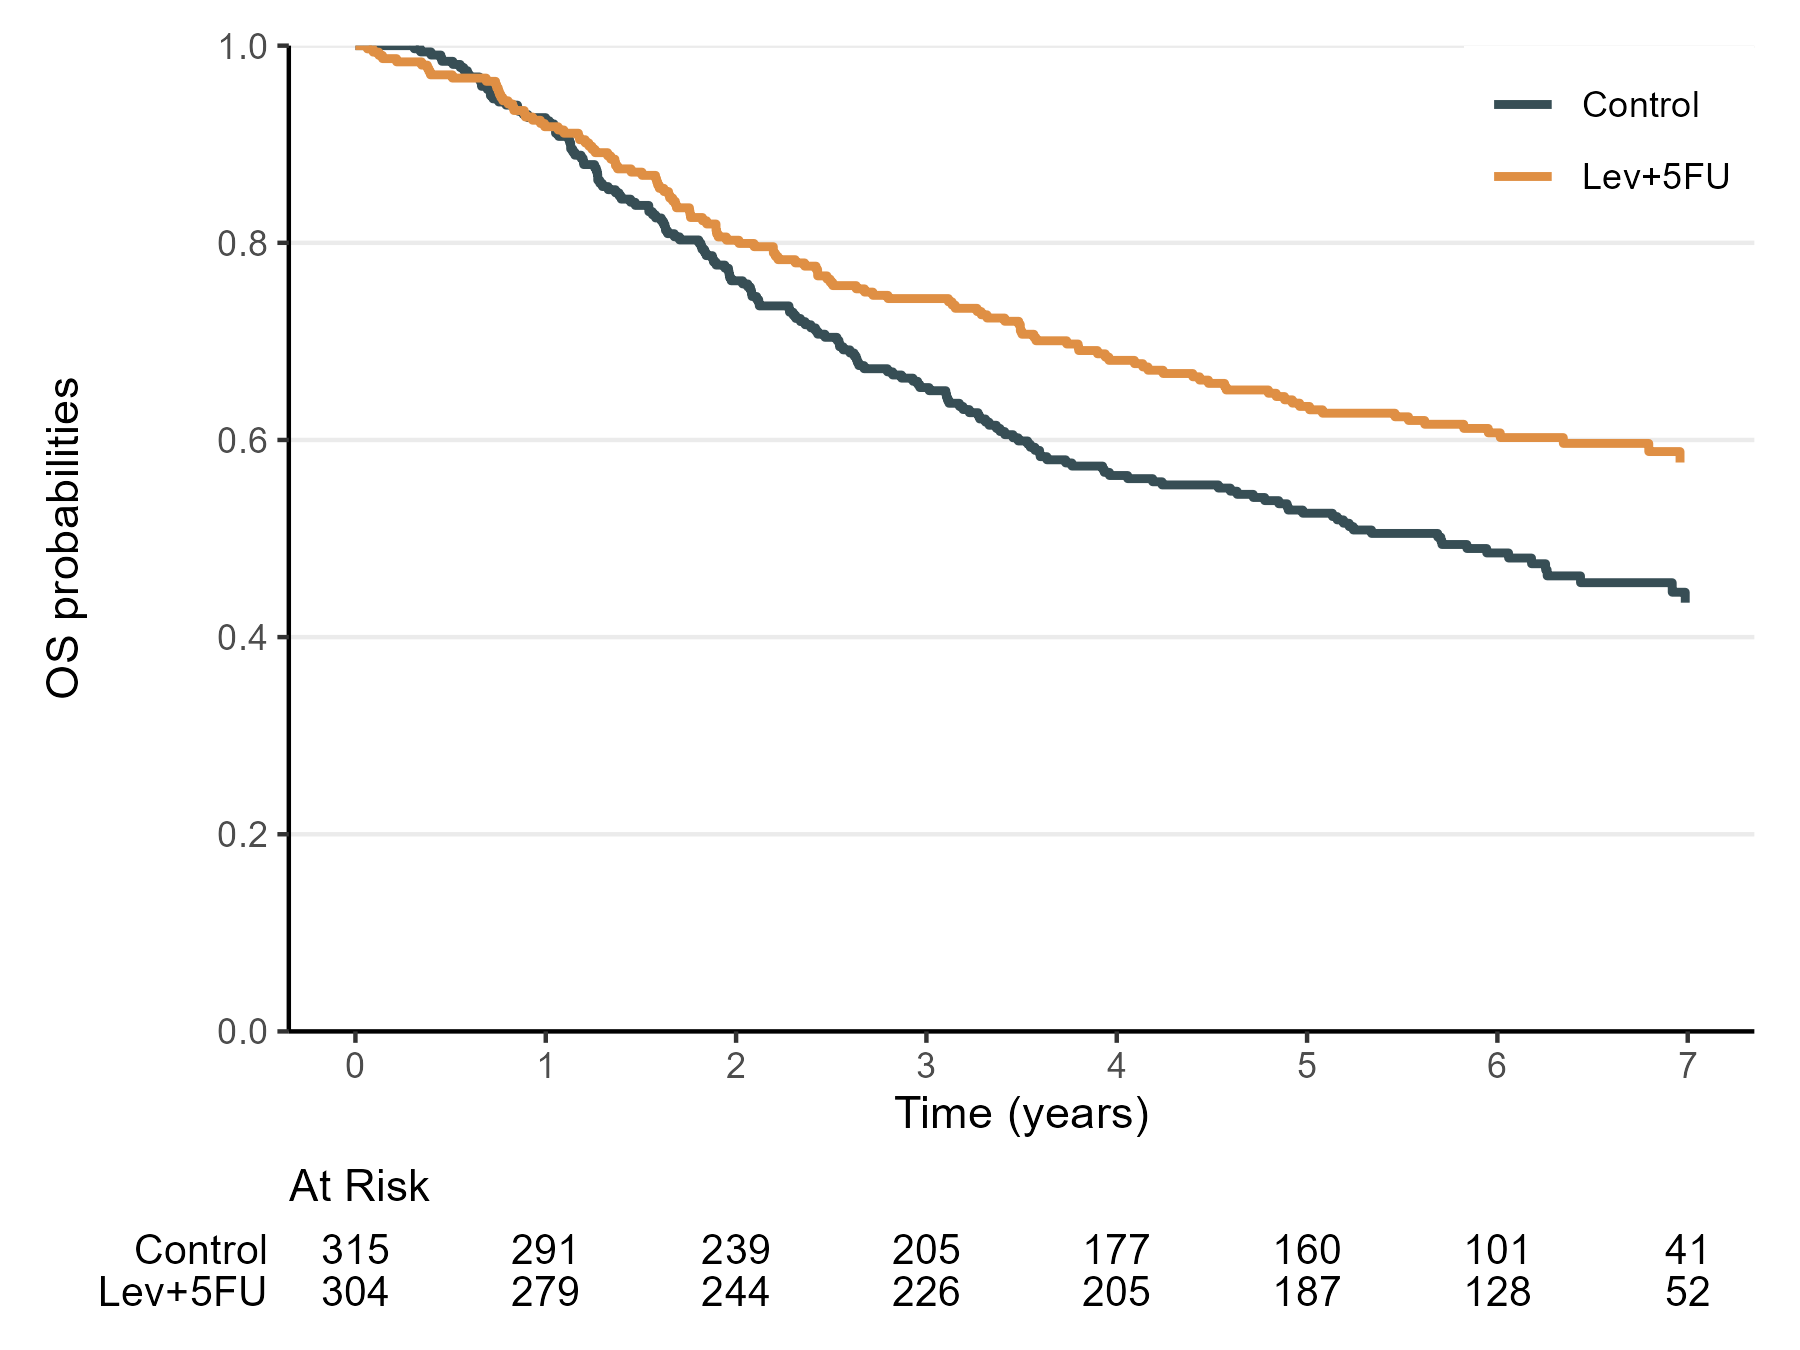 1.0
0.8
0.6
0.4
0.2
0.0
OS probabilities
Control
Lev+5FU
0 1 2 3 4 5 6 7
Time (years)
At Risk
Control 315 291 239 205 177 160 101 41
Lev+5FU 304 279 244 226 205 187 128 52